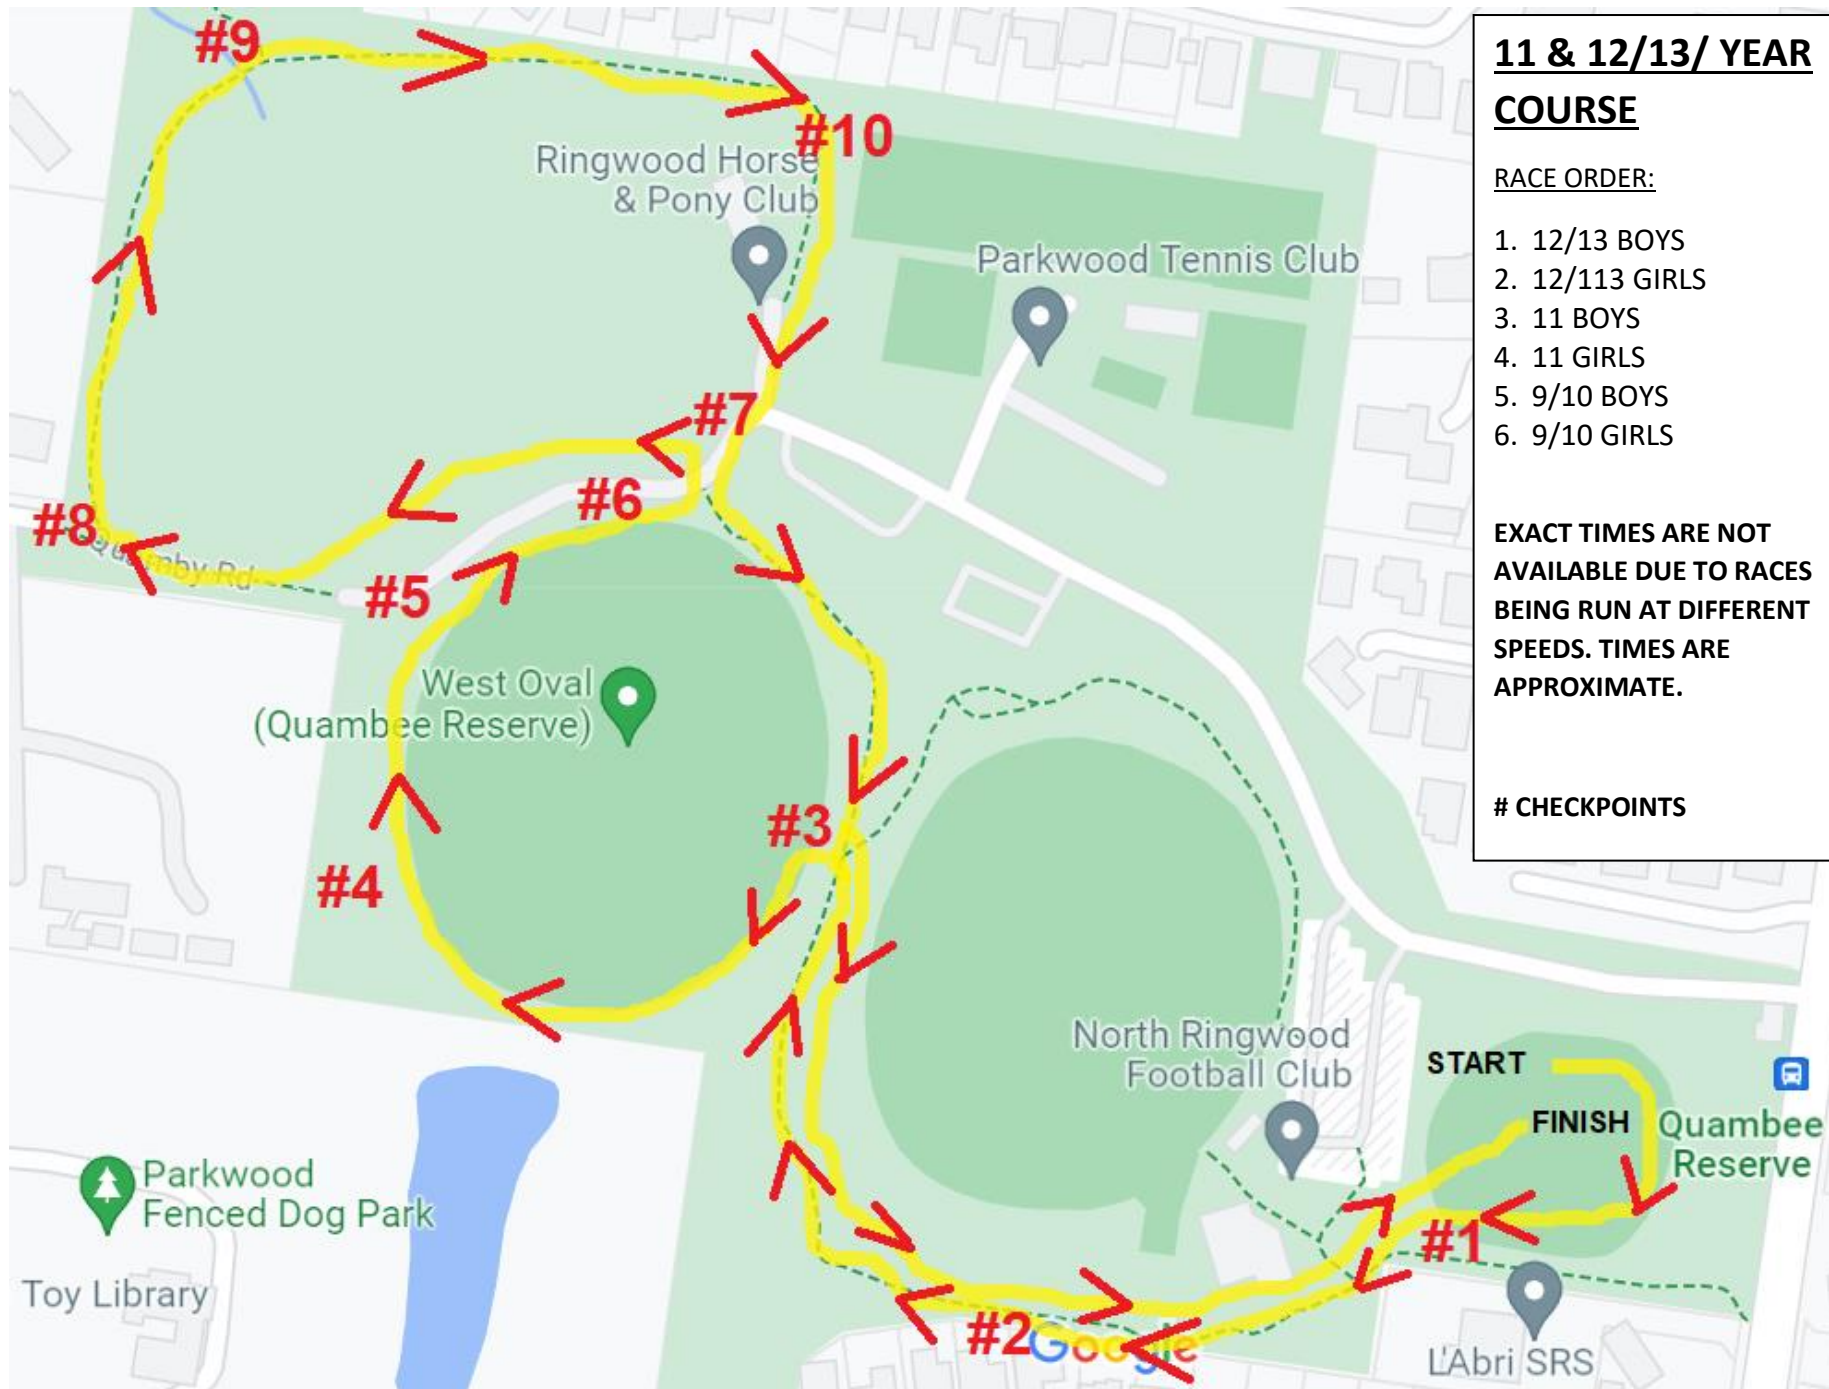 #9
#10
Ringwood Horse
& Pony Club
Parkwood Tennis Club
#7
#6
#8
Quamby Rd
#5
West Oval
(Quambee Reserve)
#3
#4
North Ringwood
Football Club
START
FINISH
Quambee
Reserve
#1
Parkwood
Fenced Dog Park
Toy Library
#2
Google
L'Abri SRS
11 & 12/13/ YEAR
COURSE
RACE ORDER:
1. 12/13 BOYS
2. 12/113 GIRLS
3. 11 BOYS
4. 11 GIRLS
5. 9/10 BOYS
6. 9/10 GIRLS
EXACT TIMES ARE NOT
AVAILABLE DUE TO RACES
BEING RUN AT DIFFERENT
SPEEDS. TIMES ARE
APPROXIMATE.
# CHECKPOINTS